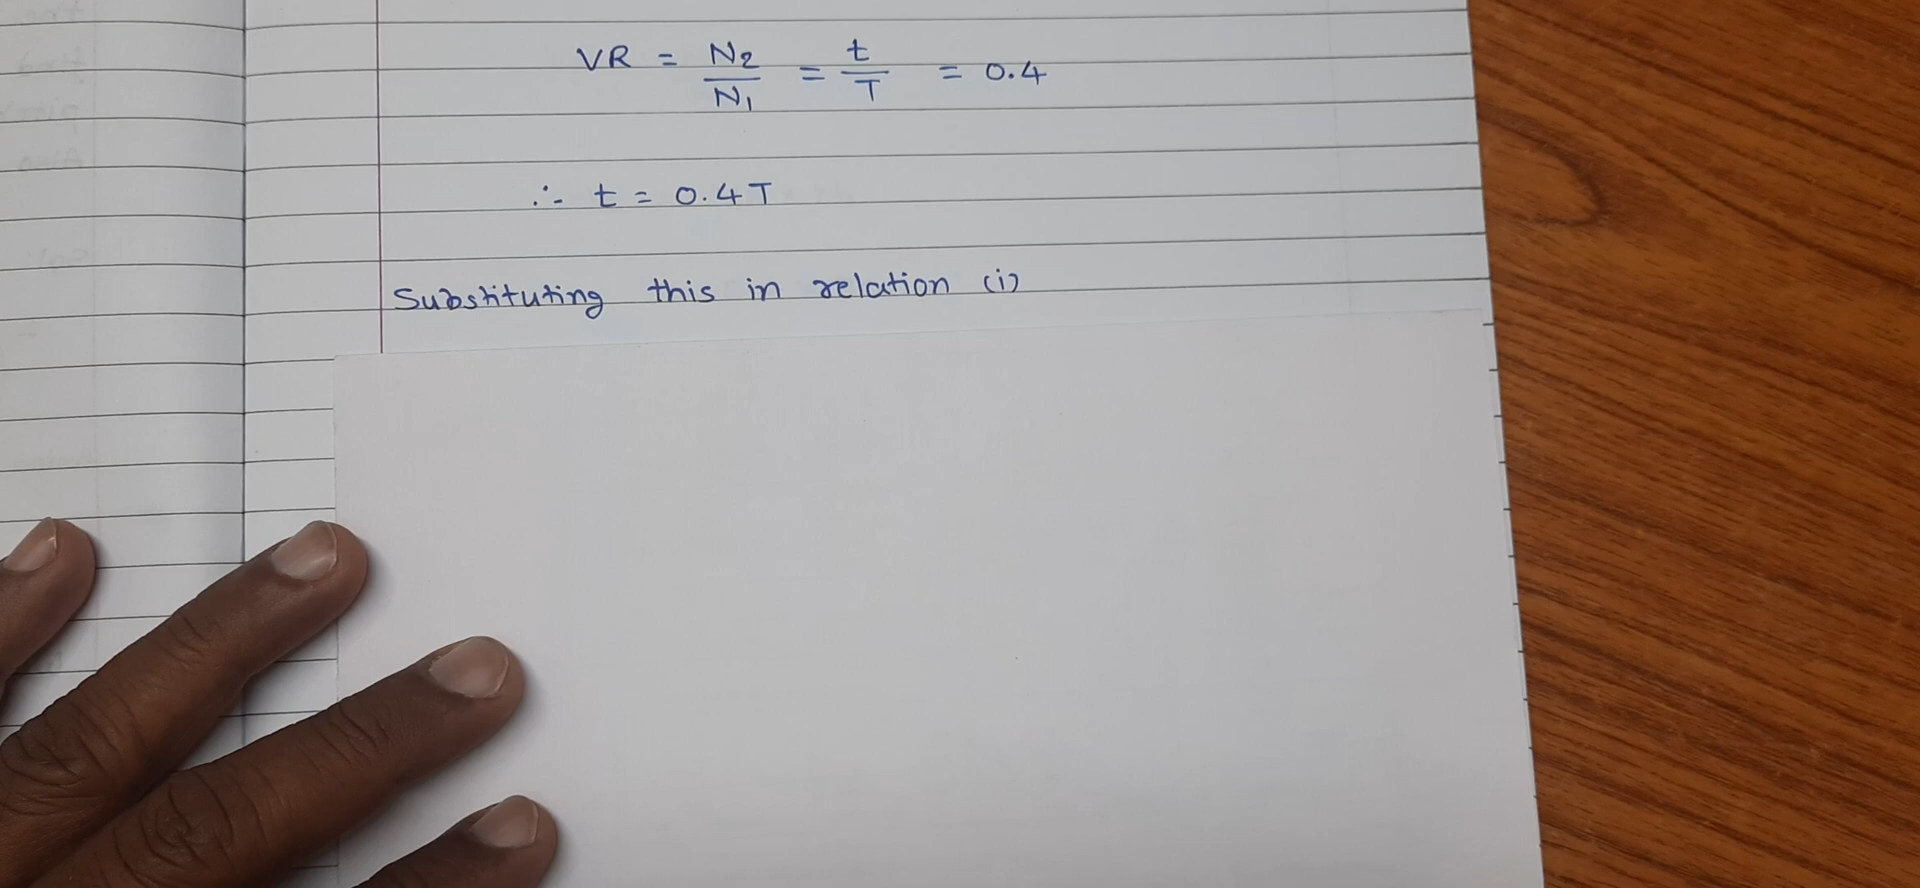 VR = N₂/N₁ = t/T = 0.4
∴ t = 0.4T
Substituting this in relation (i)